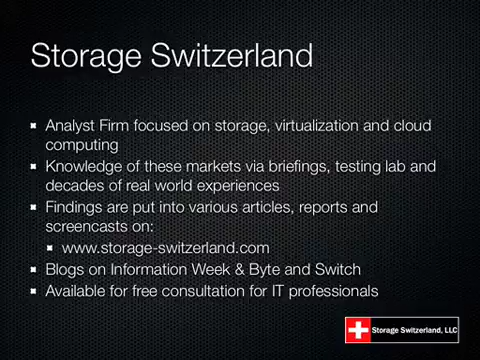 Storage Switzerland
Analyst Firm focused on storage, virtualization and cloud
computing
Knowledge of these markets via briefings, testing lab and
decades of real world experiences
Findings are put into various articles, reports and
screencasts on:
www.storage-switzerland.com
Blogs on Information Week & Byte and Switch
Available for free consultation for IT professionals
Storage Switzerland, LLC